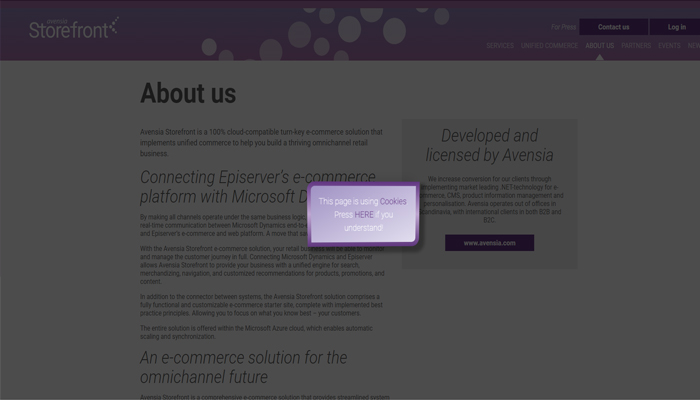 avensia
Storefront
For Press
Contact us
Log in
SERVICES UNIFIED COMMERCE ABOUT US PARTNERS EVENTS
About us
Avensia Storefront is a 100% cloud-compatible turn-key e-commerce solution that
implements unified commerce to help you build a thriving omnichannel retail
business.
Connecting Episerver's e-commerce
platform with Microsoft D
By making all channels operate under the same business logic,
real-time communication between Microsoft Dynamics end-to-e
and Episerver's e-commerce and web platform. A move that sa
With the Avensia Storefront e-commerce solution, your retail business will be able to monitor
and manage the customer journey in full. Connecting Microsoft Dynamics and Episerver
allows Avensia Storefront to provide your business with a unified engine for search,
merchandizing, navigation, and customized recommendations for products, promotions, and
content.
In addition to the connector between systems, the Avensia Storefront solution comprises a
fully functional and customizable e-commerce starter site, complete with implemented best
practice principles. Allowing you to focus on what you know best – your customers.
The entire solution is offered within the Microsoft Azure cloud, which enables automatic
scaling and synchronization.
An e-commerce solution for the
omnichannel future
Avensia Storefront is a comprehensive e-commerce solution that provides streamlined system
Developed and
licensed by Avensia
We increase conversion for our clients through
implementing market leading .NET-technology for e-
commerce, CMS, product information management and
personalisation. Avensia operates out of
Scandinavia, with international clients in both B2B and
B2C.
www.avensia.com
This page is using Cookies
Press HERE if you
understand!